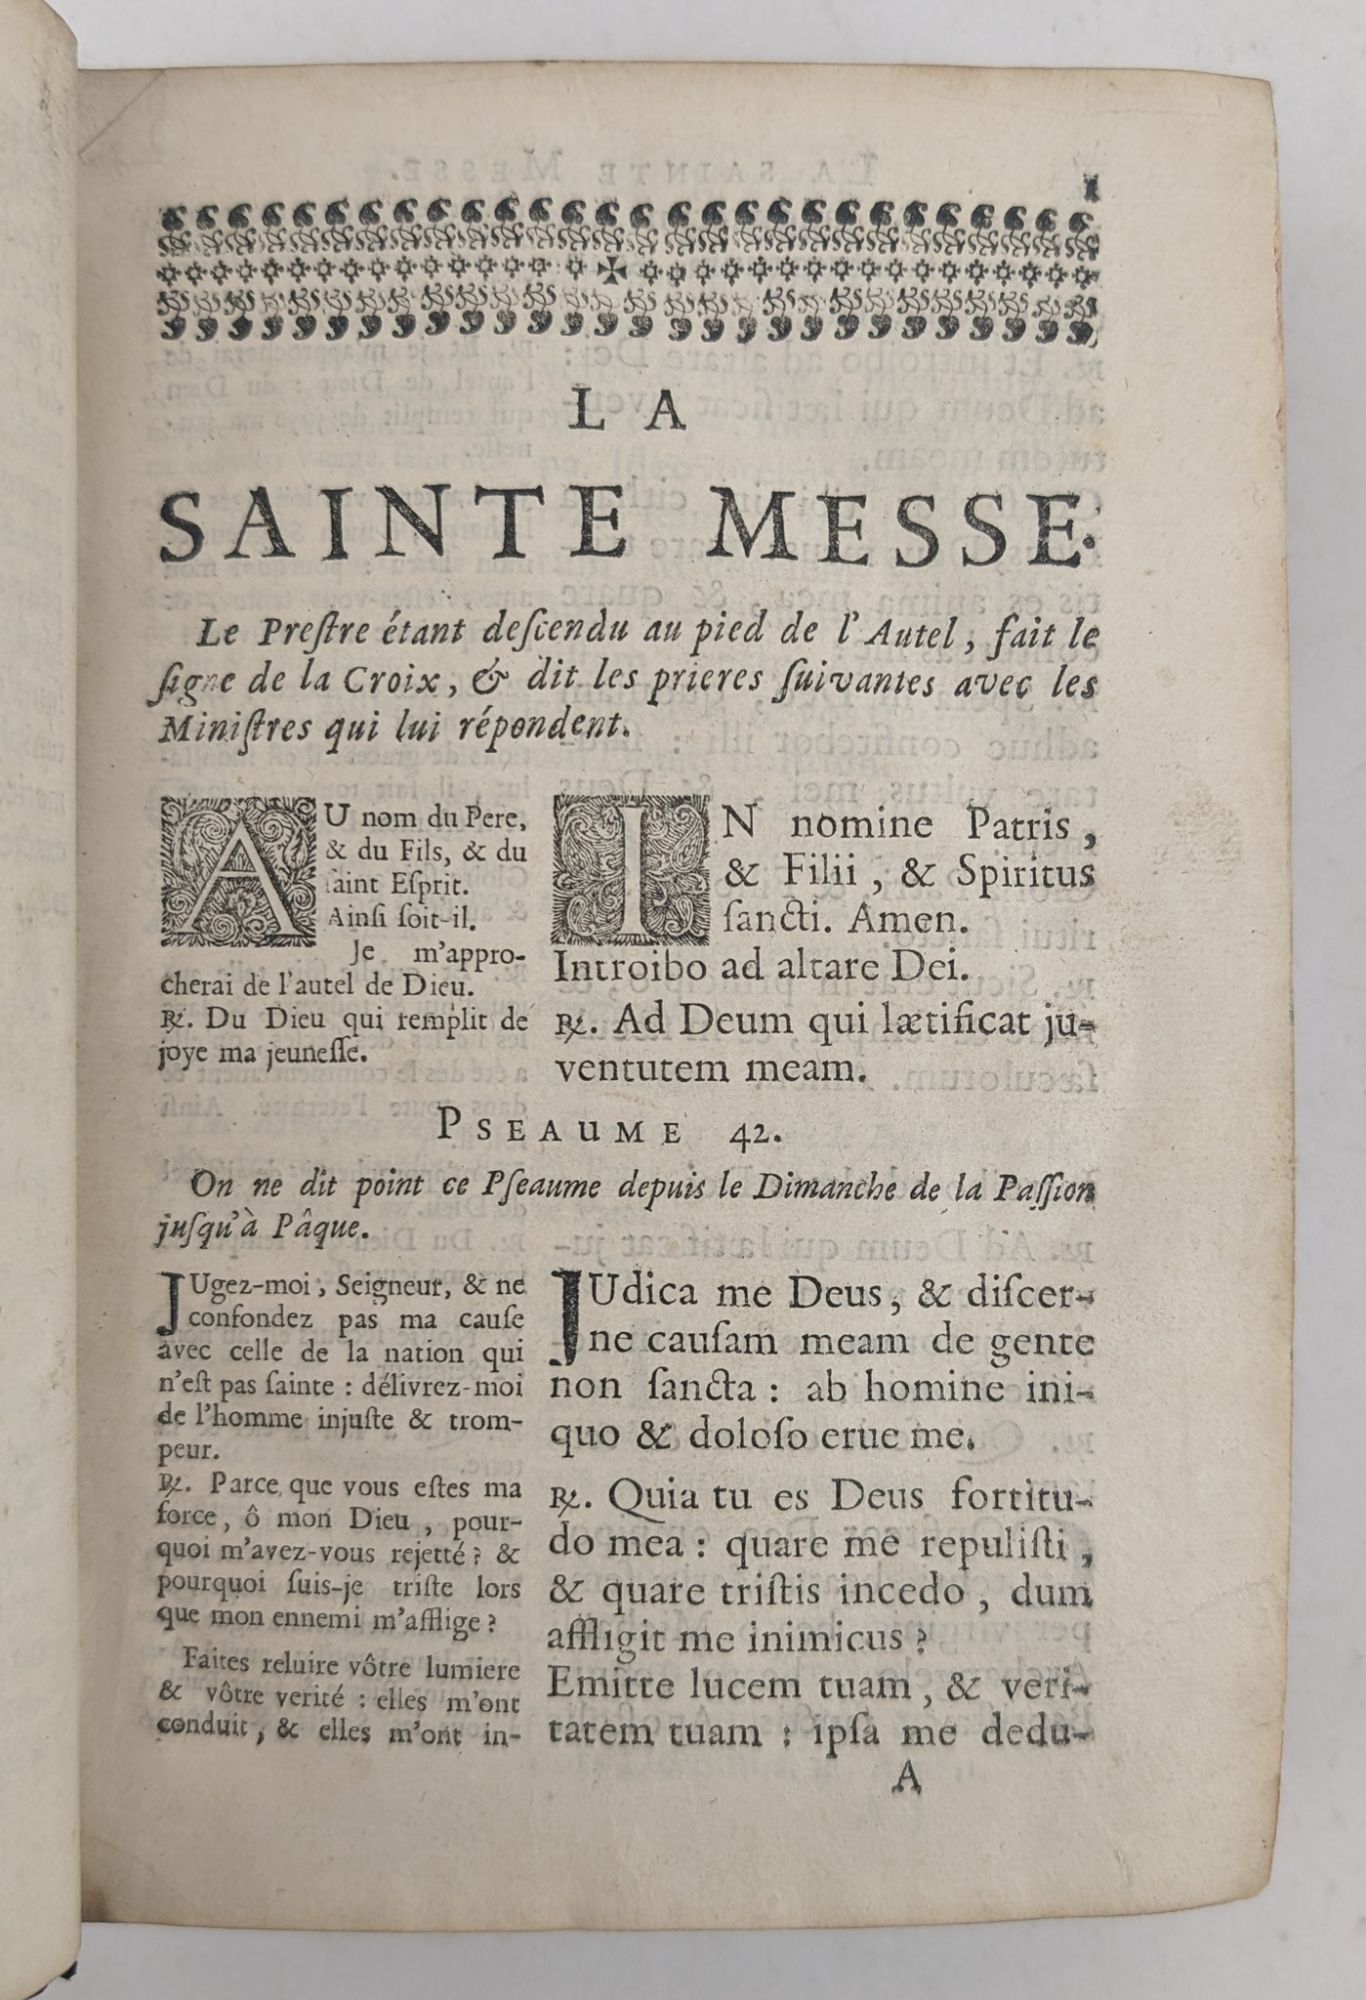 1
LA
SAINTE MESSE.
Le Preſtre étant deſcendu au pied de l'Autel, fait le
ſigne de la Croix, & dit les prieres ſuivantes avec les
Miniſtres qui lui répondent.
AU nom du Pere,
& du Fils, & du
ſaint Eſprit.
Ainſi ſoit-il.
Je m'appro-
cherai de l'autel de Dieu.
℟. Du Dieu qui remplit de
joye ma jeuneſſe.
IN nomine Patris,
& Filii, & Spiritus
ſancti. Amen.
Introibo ad altare Dei.
℟. Ad Deum qui lætificat ju-
ventutem meam.
PSEAUME 42.
On ne dit point ce Pſeaume depuis le Dimanche de la Paſſion
juſqu'à Pâque.
JUgez-moi, Seigneur, & ne
confondez pas ma cauſe
avec celle de la nation qui
n'eſt pas ſainte : délivrez-moi
de l'homme injuſte & trom-
peur.
℟. Parce que vous eſtes ma
force, ô mon Dieu, pour-
quoi m'avez-vous rejetté ? &
pourquoi ſuis-je triſte lors
que mon ennemi m'afflige ?
Faites reluire vôtre lumiere
& vôtre verité : elles m'ont
conduit, & elles m'ont in-
JUdica me Deus, & diſcer-
ne cauſam meam de gente
non ſancta : ab homine ini-
quo & doloſo erue me.
℟. Quia tu es Deus fortitu-
do mea : quare me repuliſti,
& quare triſtis incedo, dum
affligit me inimicus ?
Emitte lucem tuam, & veri-
tatem tuam : ipſa me dedu-
A